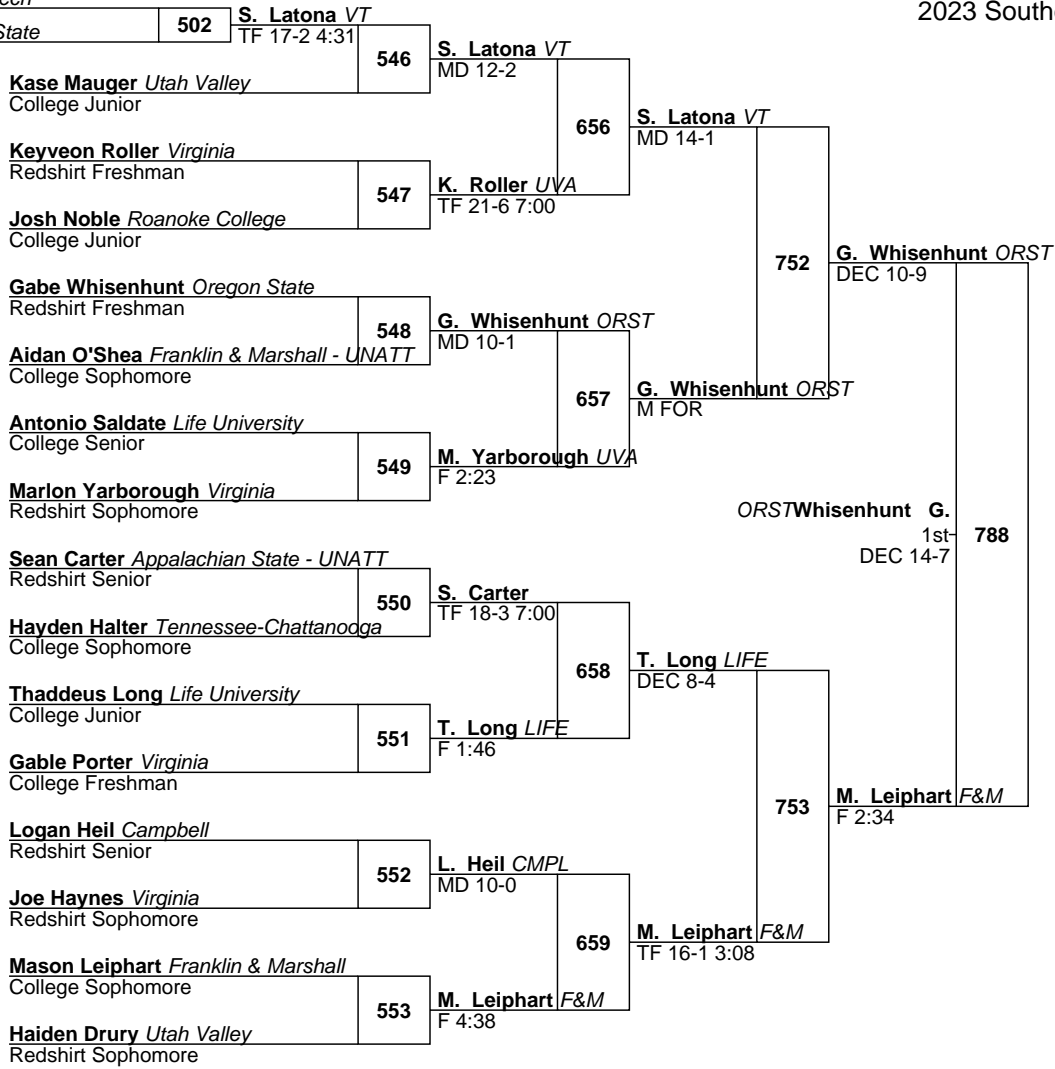 State
502
S. Latona VT
TF 17-2 4:31
2023 South
546
S. Latona VT
MD 12-2
Kase Mauger Utah Valley
College Junior
656
S. Latona VT
MD 14-1
Keyveon Roller Virginia
Redshirt Freshman
547
K. Roller UVA
TF 21-6 7:00
Josh Noble Roanoke College
College Junior
752
G. Whisenhunt ORST
DEC 10-9
Gabe Whisenhunt Oregon State
Redshirt Freshman
548
G. Whisenhunt ORST
MD 10-1
Aidan O'Shea Franklin & Marshall - UNATT
College Sophomore
657
G. Whisenhunt ORST
M FOR
Antonio Saldate Life University
College Senior
549
M. Yarborough UVA
F 2:23
Marlon Yarborough Virginia
Redshirt Sophomore
ORSTWhisenhunt G.
1st
DEC 14-7
788
Sean Carter Appalachian State - UNATT
Redshirt Senior
550
S. Carter
TF 18-3 7:00
Hayden Halter Tennessee-Chattanooga
College Sophomore
658
T. Long LIFE
DEC 8-4
Thaddeus Long Life University
College Junior
551
T. Long LIFE
F 1:46
Gable Porter Virginia
College Freshman
753
M. Leiphart F&M
F 2:34
Logan Heil Campbell
Redshirt Senior
552
L. Heil CMPL
MD 10-0
Joe Haynes Virginia
Redshirt Sophomore
659
M. Leiphart F&M
TF 16-1 3:08
Mason Leiphart Franklin & Marshall
College Sophomore
553
M. Leiphart F&M
F 4:38
Haiden Drury Utah Valley
Redshirt Sophomore